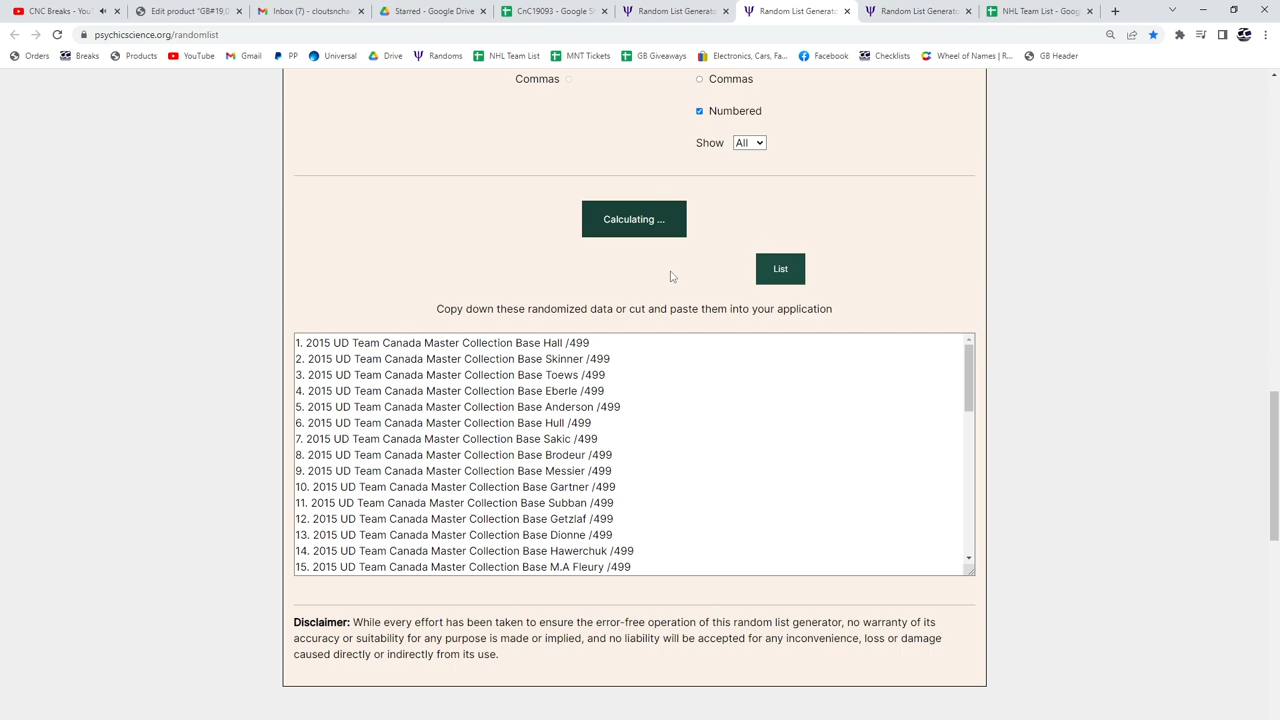 CNC Breaks - Yo
Edit product "GB#19,0
Inbox (7) - cloutsnch
Starred - Google Drive
CnC19093 - Google S
Random List Generato
Random List Generato
Random List Generato
NHL Team List - Goog
psychicscience.org/randomlist
Orders
Breaks
Products
YouTube
Gmail
PP
Universal
Drive
Randoms
NHL Team List
MNT Tickets
GB Giveaways
Electronics, Cars, Fa...
Facebook
Checklists
Wheel of Names | R...
GB Header
Commas
Commas
Numbered
Show All
Calculating ...
List
Copy down these randomized data or cut and paste them into your application
1. 2015 UD Team Canada Master Collection Base Hall /499
2. 2015 UD Team Canada Master Collection Base Skinner /499
3. 2015 UD Team Canada Master Collection Base Toews /499
4. 2015 UD Team Canada Master Collection Base Eberle /499
5. 2015 UD Team Canada Master Collection Base Anderson /499
6. 2015 UD Team Canada Master Collection Base Hull /499
7. 2015 UD Team Canada Master Collection Base Sakic /499
8. 2015 UD Team Canada Master Collection Base Brodeur /499
9. 2015 UD Team Canada Master Collection Base Messier /499
10. 2015 UD Team Canada Master Collection Base Gartner /499
11. 2015 UD Team Canada Master Collection Base Subban /499
12. 2015 UD Team Canada Master Collection Base Getzlaf /499
13. 2015 UD Team Canada Master Collection Base Dionne /499
14. 2015 UD Team Canada Master Collection Base Hawerchuk /499
15. 2015 UD Team Canada Master Collection Base M.A Fleury /499
Disclaimer: While every effort has been taken to ensure the error-free operation of this random list generator, no warranty of its
accuracy or suitability for any purpose is made or implied, and no liability will be accepted for any inconvenience, loss or damage
caused directly or indirectly from its use.